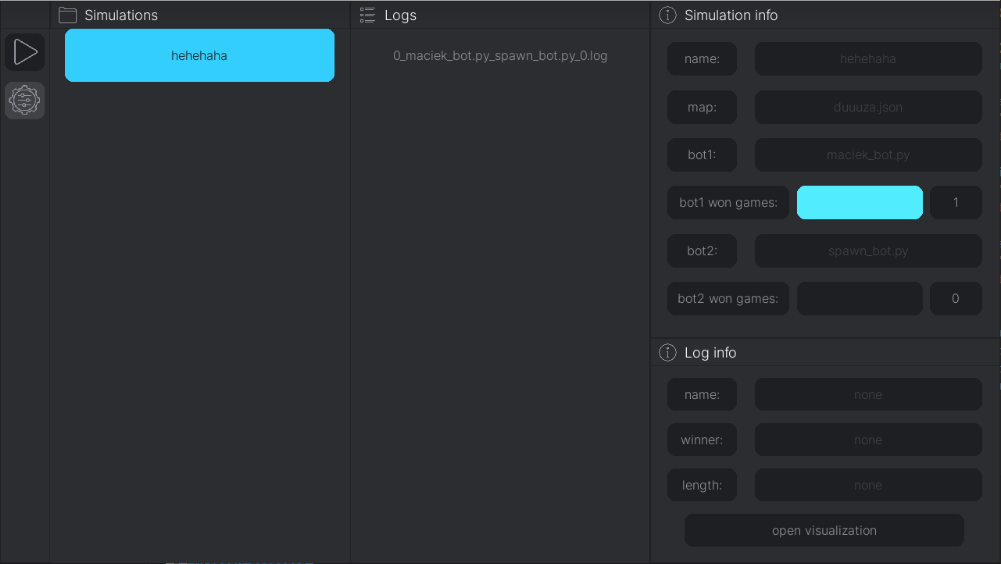 Simulations
hehehaha
Logs
0_maciek_bot.py_spawn_bot.py_0.log
Simulation info
name: hehehaha
map: duuuza.json
bot1: maciek_bot.py
bot1 won games: 1
bot2: spawn_bot.py
bot2 won games: 0
Log info
name: none
winner: none
length: none
open visualization